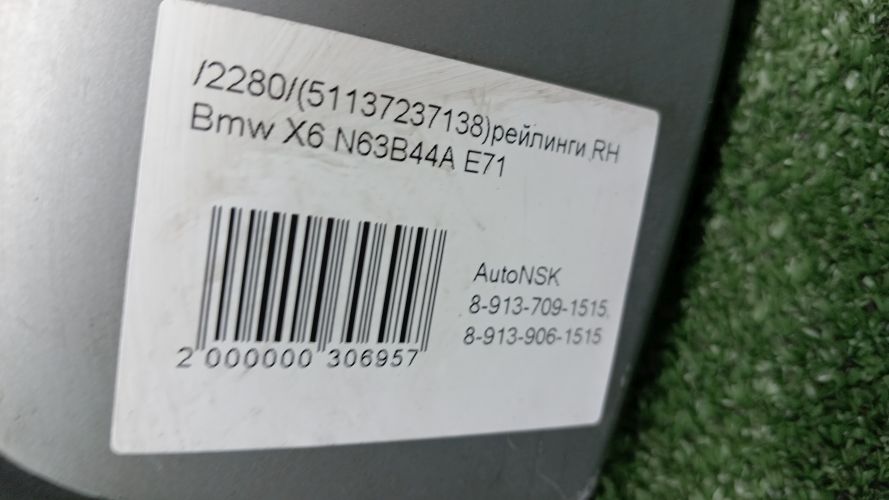 /2280/(51137237138)рейлинги RH
Bmw X6 N63B44A E71
AutoNSK
8-913-709-1515,
8-913-906-1515
2 000000 306957